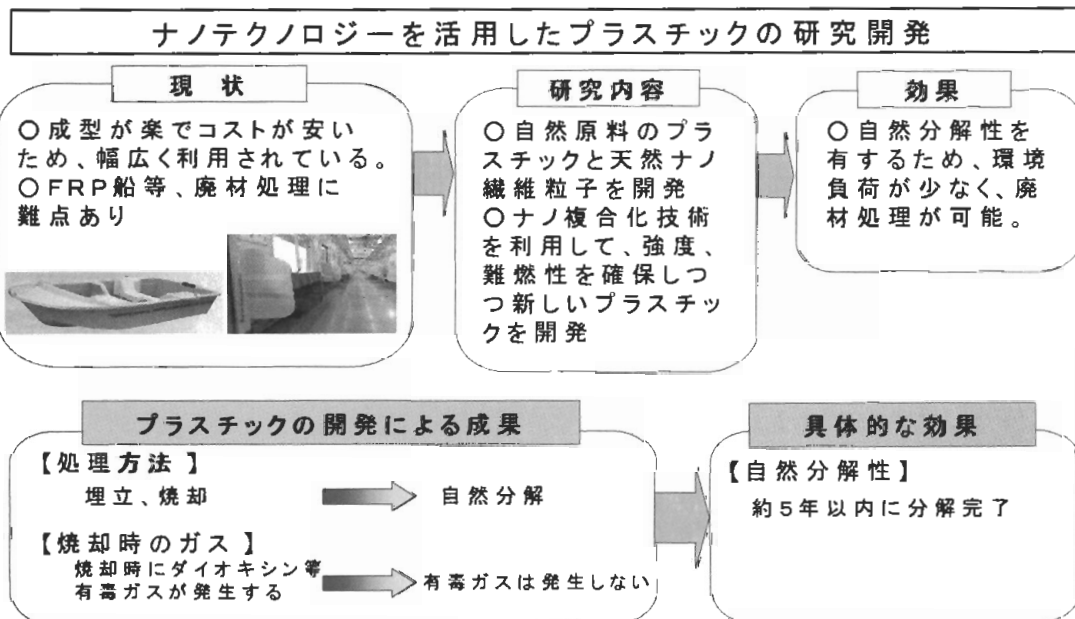 ナノテクノロジーを活用したプラスチックの研究開発
現状
○成型が楽でコストが安い
ため、幅広く利用されている。
○FRP船等、廃材処理に
難点あり
研究内容
○自然原料のプラ
スチックと天然ナノ
繊維粒子を開発
○ナノ複合化技術
を利用して、強度、
難燃性を確保しつ
つ新しいプラスチッ
クを開発
効果
○自然分解性を
有するため、環境
負荷が少なく、廃
材処理が可能。
プラスチックの開発による成果
【処理方法】
埋立、焼却
自然分解
【焼却時のガス】
焼却時にダイオキシン等
有毒ガスが発生する
有毒ガスは発生しない
具体的な効果
【自然分解性】
約5年以内に分解完了